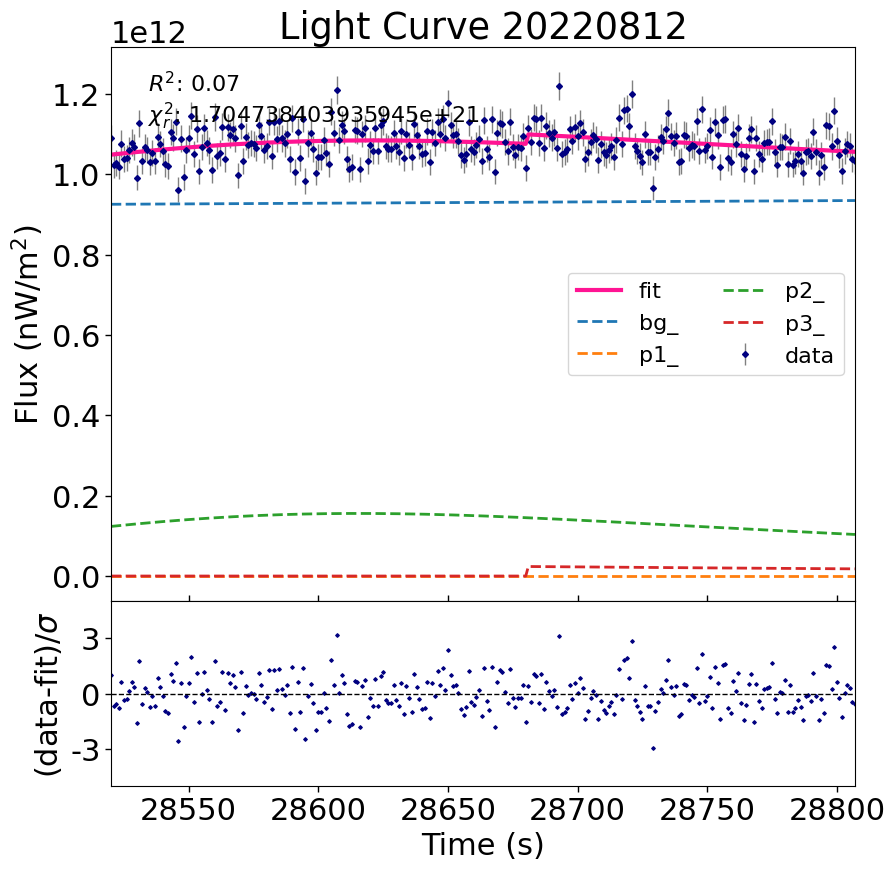 Light Curve 20220812
1e12
R²: 0.07
χ²ᵣ: 1.704738403935945e+21
Flux (nW/m²)
1.2
1.0
0.8
0.6
0.4
0.2
0.0
fit
bg_
p1_
p2_
p3_
data
(data-fit)/σ
3
0
-3
28550 28600 28650 28700 28750 28800
Time (s)